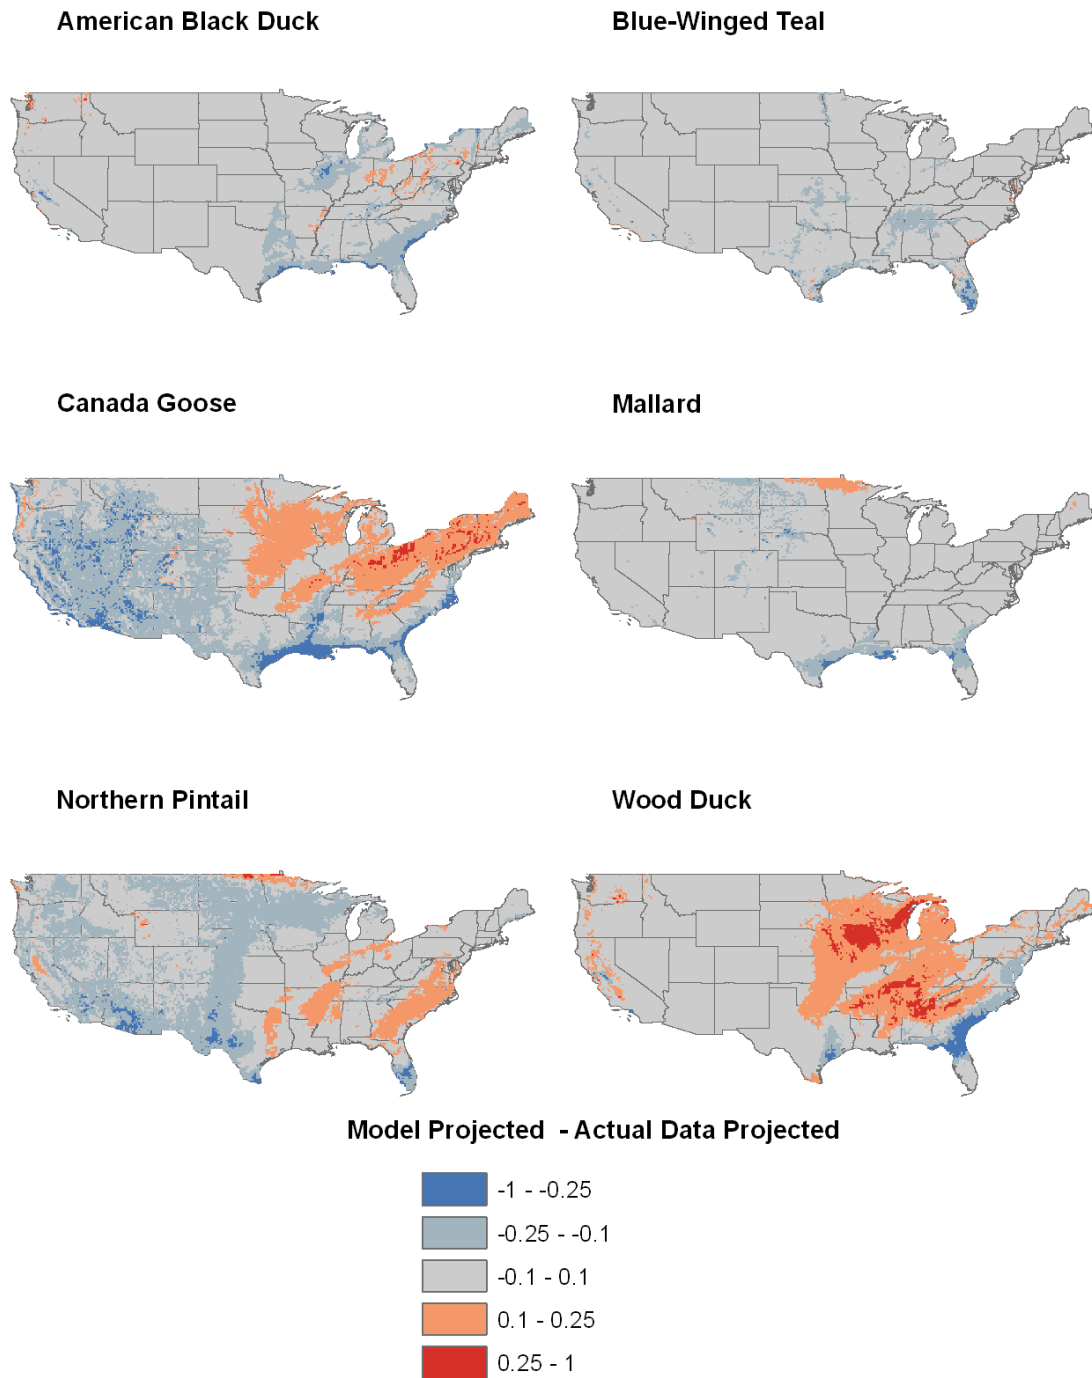 American Black Duck
Blue-Winged Teal
Canada Goose
Mallard
Northern Pintail
Wood Duck
Model Projected - Actual Data Projected
-1 - -0.25
-0.25 - -0.1
-0.1 - 0.1
0.1 - 0.25
0.25 - 1